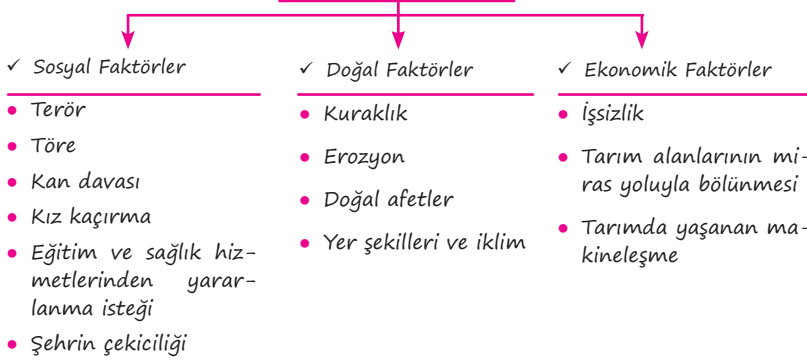 ✓ Sosyal Faktörler
• Terör
• Töre
• Kan davası
• Kız kaçırma
• Eğitim ve sağlık hiz-
metlerinden yarar-
lanma isteği
• Şehrin çekiciliği
✓ Doğal Faktörler
• Kuraklık
• Erozyon
• Doğal afetler
• Yer şekilleri ve iklim
✓ Ekonomik Faktörler
• İşsizlik
• Tarım alanlarının mi-
ras yoluyla bölünmesi
• Tarımda yaşanan ma-
kineleşme